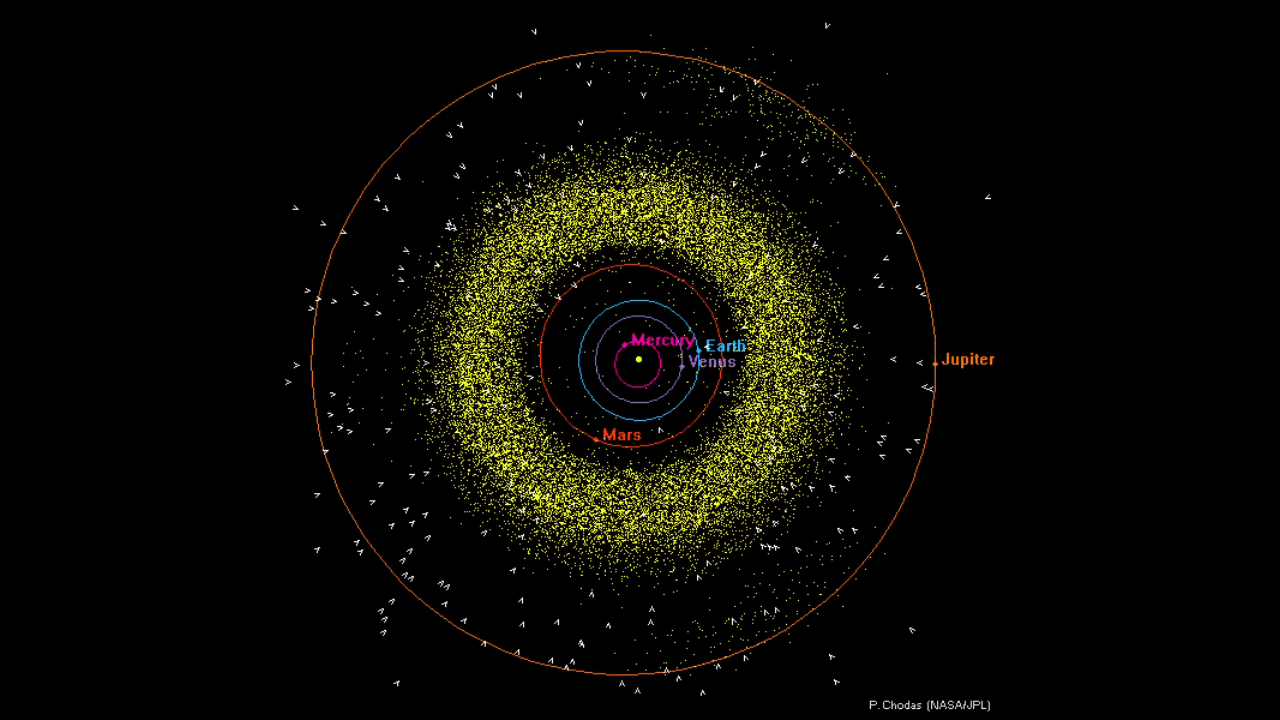 Mercury
Earth
Venus
Jupiter
Mars
P. Chodas (NASA/JPL)